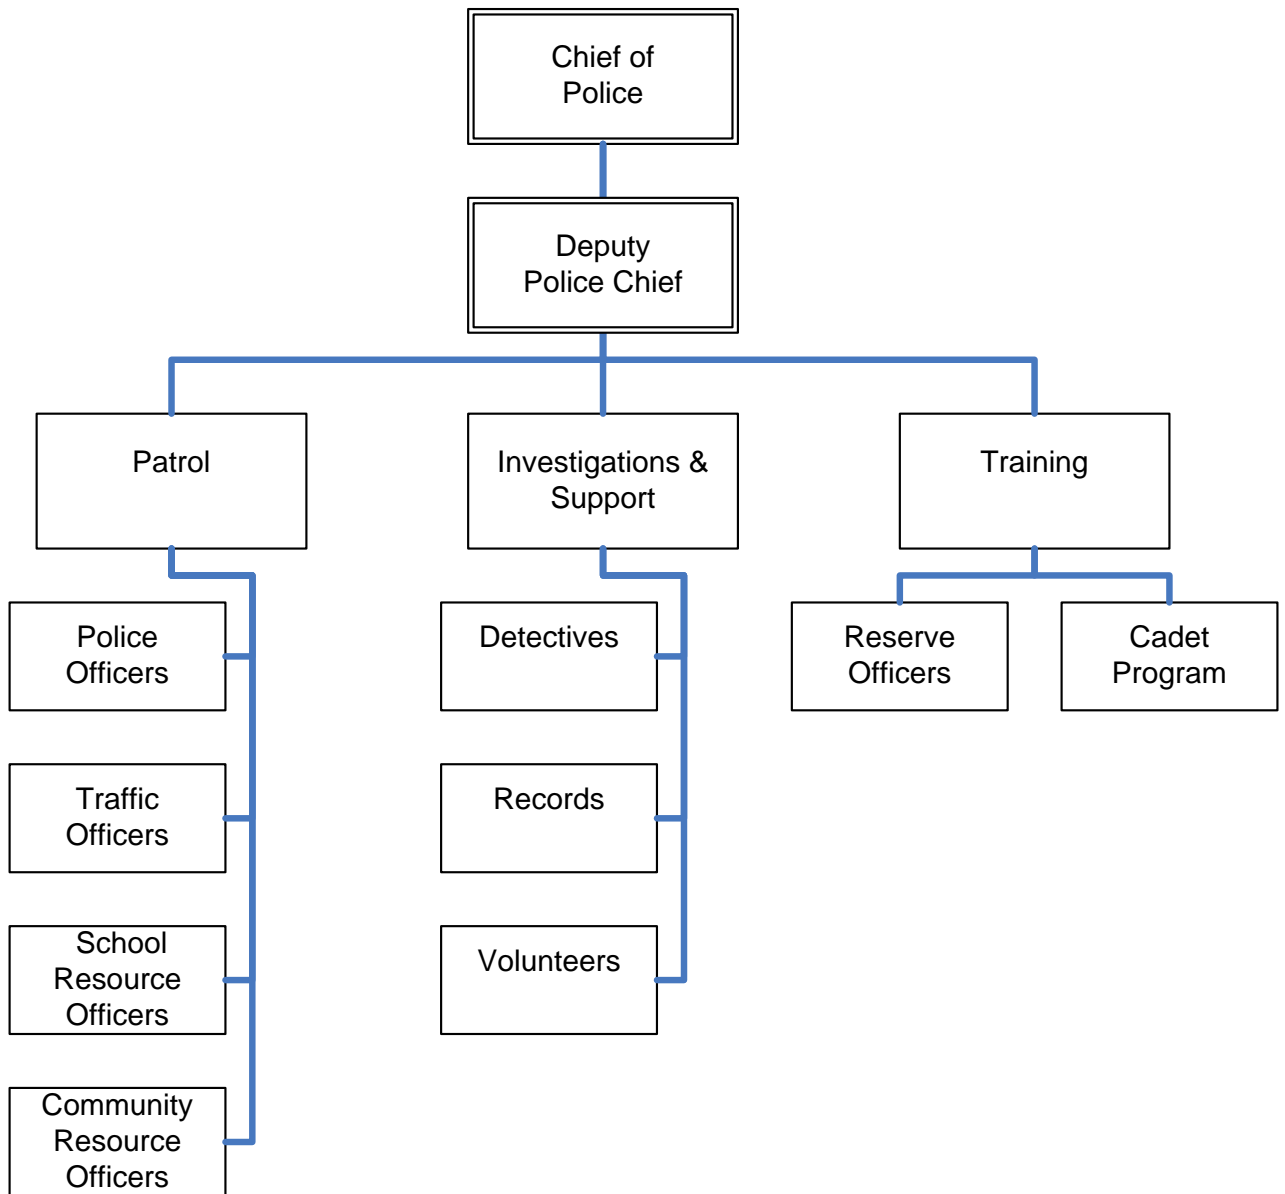 Chief of
Police
Deputy
Police Chief
Patrol
Investigations &
Support
Training
Police
Officers
Detectives
Reserve
Officers
Cadet
Program
Traffic
Officers
Records
School
Resource
Officers
Volunteers
Community
Resource
Officers